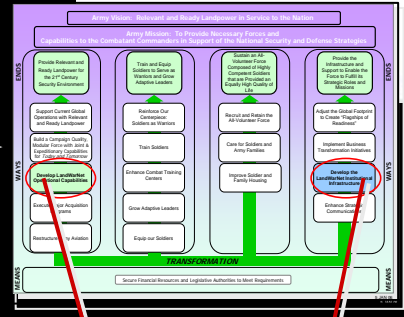 Army Vision: Relevant and Ready Landpower in Service to the Nation
Army Mission: To Provide Necessary Forces and
Capabilities to the Combatant Commanders in Support of the National Security and Defense Strategies
ENDS
Provide Relevant and
Ready Landpower for
the 21st Century
Security Environment
Train and Equip
Soldiers to Serve as
Warriors and Grow
Adaptive Leaders
Sustain an All-
Volunteer Force
Composed of Highly
Competent Soldiers
that are Provided an
Equally High Quality of
Life
Provide the
Infrastructure and
Support to Enable the
Force to Fulfill its
Strategic Roles and
Missions
ENDS
WAYS
Support Current Global
Operations with Relevant
and Ready Landpower
Build a Campaign Quality,
Modular Force with Joint &
Expeditionary Capabilities
for Today and Tomorrow
Develop LandWarNet
Operational Capabilities
Acquisition
Aviation
Reinforce Our
Centerpiece:
Soldiers as Warriors
Train Soldiers
Enhance Combat Training
Centers
Grow Adaptive Leaders
Equip our Soldiers
Recruit and Retain the
All-Volunteer Force
Care for Soldiers and
Army Families
Improve Soldier and
Family Housing
Adjust the Global Footprint
to Create "Flagships of
Readiness"
Implement Business
Transformation Initiatives
Develop the
LandWarNet Institutional
Infrastructure
Enhance
WAYS
TRANSFORMATION
MEANS
Secure Financial Resources and Legislative Authorities to Meet Requirements
MEANS